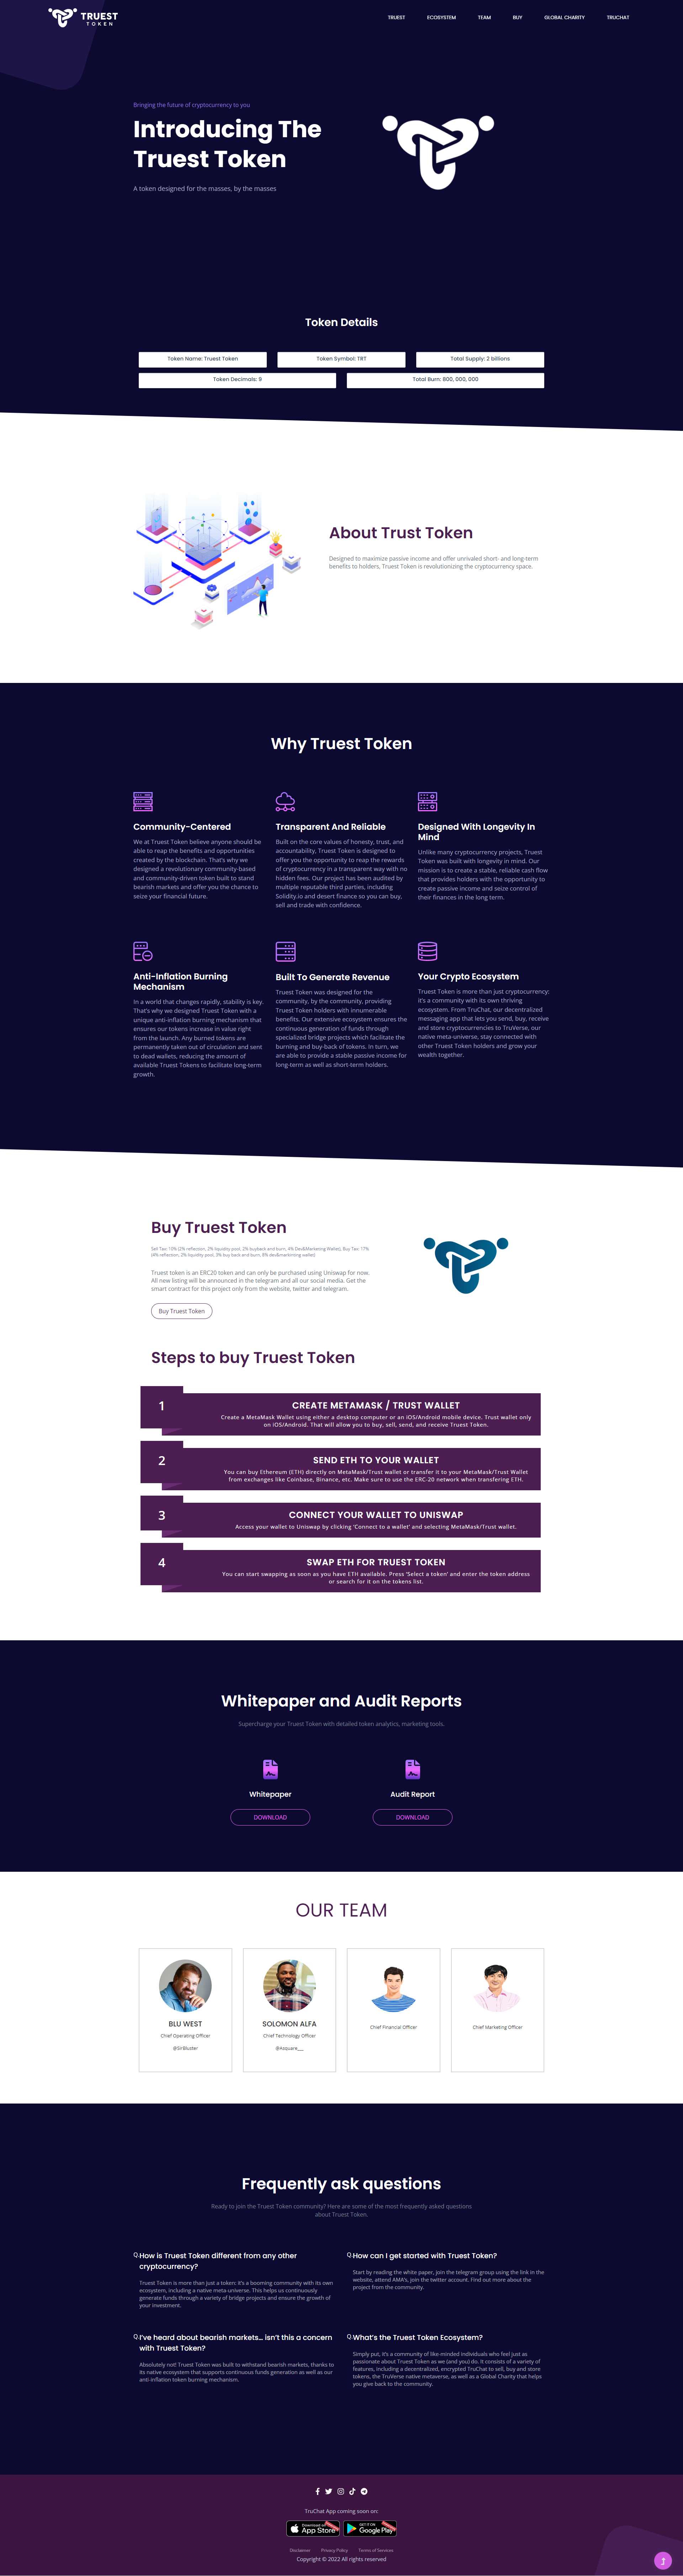 TRUEST
TOKEN
TRUEST
ECOSYSTEM
TEAM
BUY
GLOBAL CHARITY
TRUCHAT
Bringing the future of cryptocurrency to you
Introducing The
Truest Token
A token designed for the masses, by the masses
Token Details
Token Name: Truest Token
Token Symbol: TRT
Total Supply: 2 billions
Token Decimals: 9
Total Burn: 800, 000, 000
About Trust Token
Designed to maximize passive income and offer unrivaled short- and long-term
benefits to holders, Truest Token is revolutionizing the cryptocurrency space.
Why Truest Token
Community-Centered
We at Truest Token believe anyone should be
able to reap the benefits and opportunities
created by the blockchain. That's why we
designed a revolutionary community-based
and community-driven token built to stand
bearish markets and offer you the chance to
seize your financial future.
Transparent And Reliable
Built on the core values of honesty, trust, and
accountability, Truest Token is designed to
offer you the opportunity to reap the rewards
of cryptocurrency in a transparent way with no
hidden fees. Our project has been audited by
multiple reputable third parties, including
Solidity.io and desert finance so you can buy,
sell and trade with confidence.
Designed With Longevity In
Mind
Unlike many cryptocurrency projects, Truest
Token was built with longevity in mind. Our
mission is to create a stable, reliable cash flow
that provides holders with the opportunity to
create passive income and seize control of
their finances in the long term.
Anti-Inflation Burning
Mechanism
In a world that changes rapidly, stability is key.
That's why we designed Truest Token with a
unique anti-inflation burning mechanism that
ensures our tokens increase in value right
from the launch. Any burned tokens are
permanently taken out of circulation and sent
to dead wallets, reducing the amount of
available Truest Tokens to facilitate long-term
growth.
Built To Generate Revenue
Truest Token was designed for the
community, by the community, providing
Truest Token holders with innumerable
benefits. Our extensive ecosystem ensures the
continuous generation of funds through
specialized bridge projects which facilitate the
burning and buy-back of tokens. In turn, we
are able to provide a stable passive income for
long-term as well as short-term holders.
Your Crypto Ecosystem
Truest Token is more than just cryptocurrency:
it's a community with its own thriving
ecosystem. From TruChat, our decentralized
messaging app that lets you send, buy, receive
and store cryptocurrencies to TruVerse, our
native meta-universe, stay connected with
other Truest Token holders and grow your
wealth together.
Buy Truest Token
Sell Tax: 10% (2% reflection, 2% liquidity pool, 2% buyback and burn, 4% Dev&Marketing Wallet), Buy Tax: 17%
(4% reflection, 2% liquidity pool, 3% buy back and burn, 8% dev&markrinting wallet)
Truest token is an ERC20 token and can only be purchased using Uniswap for now.
All new listing will be announced in the telegram and all our social media. Get the
smart contract for this project only from the website, twitter and telegram.
Buy Truest Token
Steps to buy Truest Token
1
CREATE METAMASK / TRUST WALLET
Create a MetaMask Wallet using either a desktop computer or an iOS/Android mobile device. Trust wallet only
on iOS/Android. That will allow you to buy, sell, send, and receive Truest Token.
2
SEND ETH TO YOUR WALLET
You can buy Ethereum (ETH) directly on MetaMask/Trust wallet or transfer it to your MetaMask/Trust Wallet
from exchanges like Coinbase, Binance, etc. Make sure to use the ERC-20 network when transfering ETH.
3
CONNECT YOUR WALLET TO UNISWAP
Access your wallet to Uniswap by clicking 'Connect to a wallet' and selecting MetaMask/Trust wallet.
4
SWAP ETH FOR TRUEST TOKEN
You can start swapping as soon as you have ETH available. Press 'Select a token' and enter the token address
or search for it on the tokens list.
Whitepaper and Audit Reports
Supercharge your Truest Token with detailed token analytics, marketing tools.
Whitepaper
DOWNLOAD
Audit Report
DOWNLOAD
OUR TEAM
BLU WEST
Chief Operating Officer
@SirBluster
SOLOMON ALFA
Chief Technology Officer
@Asquare__
Chief Financial Officer
Chief Marketing Officer
Frequently ask questions
Ready to join the Truest Token community? Here are some of the most frequently asked questions
about Truest Token.
Q. How is Truest Token different from any other
cryptocurrency?
Truest Token is more than just a token: it's a booming community with its own
ecosystem, including a native meta-universe. This helps us continuously
generate funds through a variety of bridge projects and ensure the growth of
your investment.
Q. How can I get started with Truest Token?
Start by reading the white paper, join the telegram group using the link in the
website, attend AMA's, join the twitter account. Find out more about the
project from the community.
Q. I've heard about bearish markets... isn't this a concern
with Truest Token?
Absolutely not! Truest Token was built to withstand bearish markets, thanks to
its native ecosystem that supports continuous funds generation as well as our
anti-inflation token burning mechanism.
Q. What's the Truest Token Ecosystem?
Simply put, it's a community of like-minded individuals who feel just as
passionate about Truest Token as we (and you) do. It consists of a variety of
features, including a decentralized, encrypted TruChat to sell, buy and store
tokens, the TruVerse native metaverse, as well as a Global Charity that helps
you give back to the community.
TruChat App coming soon on:
Download on the
App Store
GET IT ON
Google Play
Disclaimer
Privacy Policy
Terms of Services
Copyright © 2022 All rights reserved